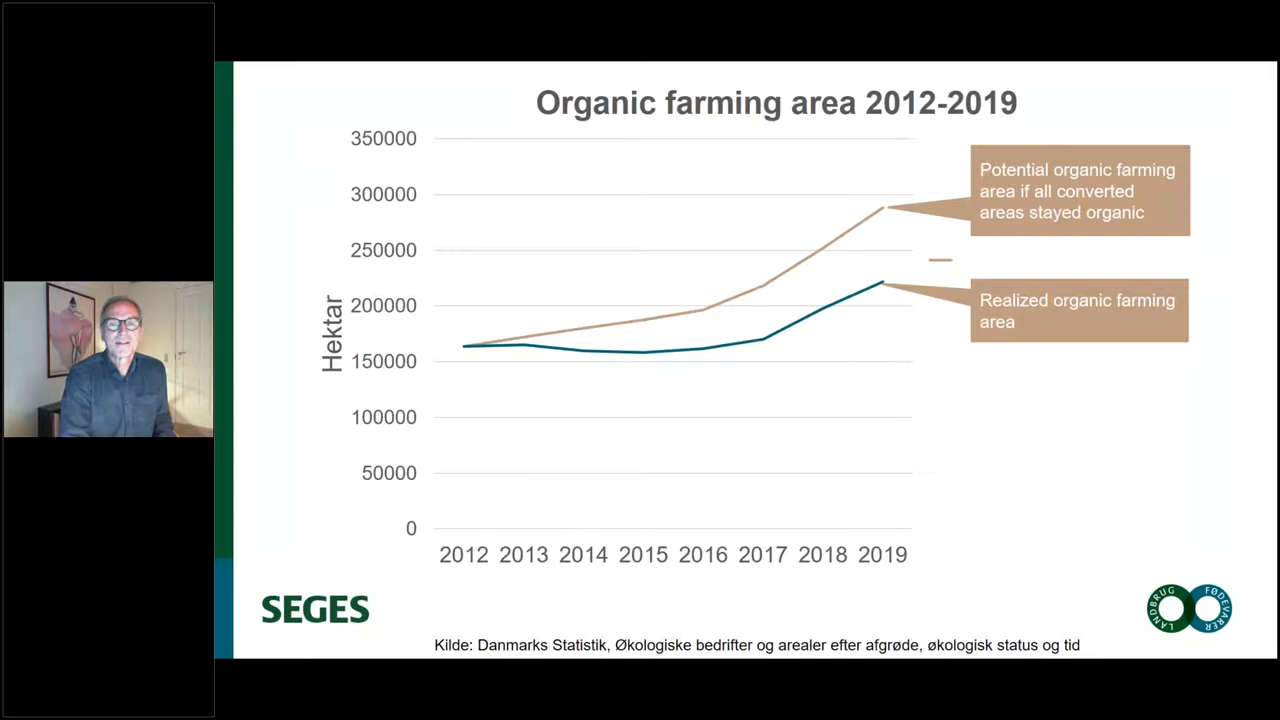 Organic farming area 2012-2019
350000
300000
250000
200000
150000
100000
50000
0
Hektar
2012 2013 2014 2015 2016 2017 2018 2019
Potential organic farming
area if all converted
areas stayed organic
Realized organic farming
area
SEGES
LANDBRUG FØDEVARER
Kilde: Danmarks Statistik, Økologiske bedrifter og arealer efter afgrøde, økologisk status og tid